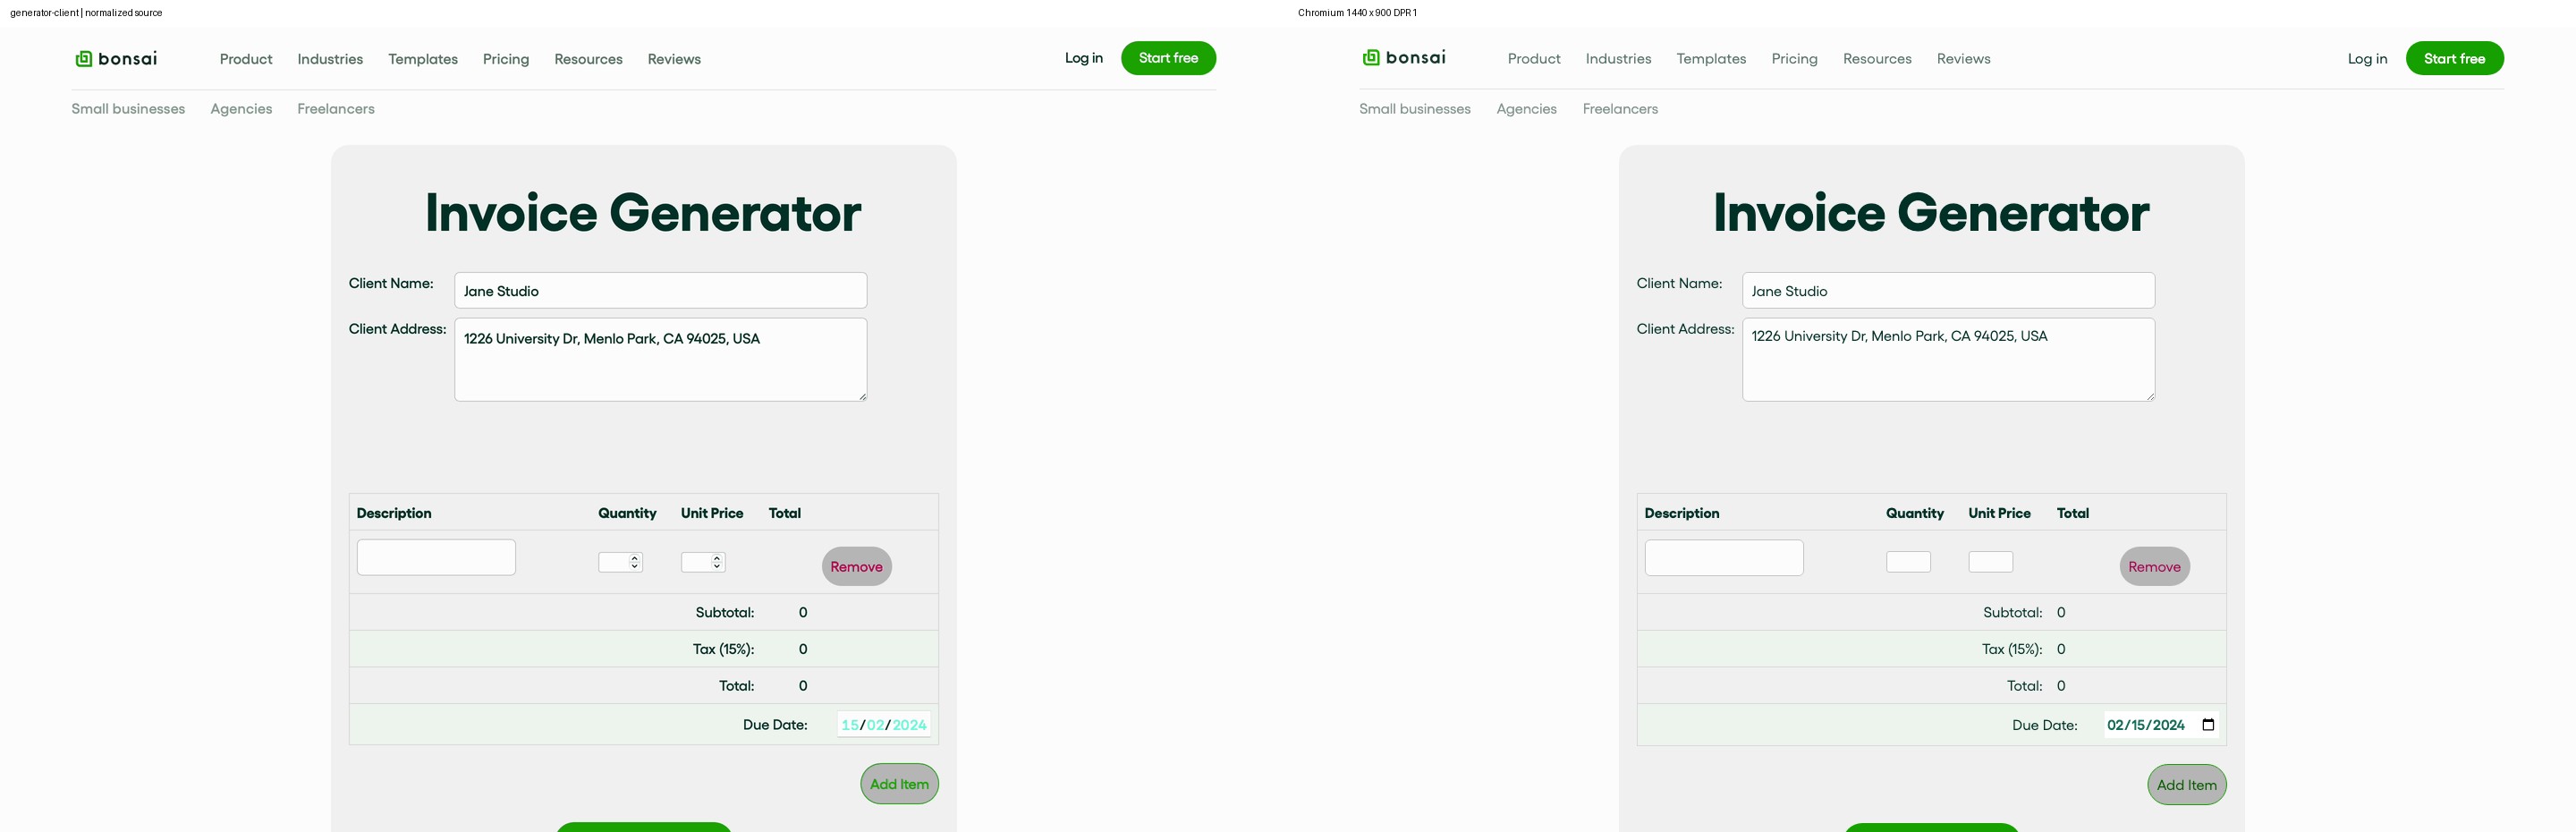 generator-client | normalized source
bonsai Product Industries Templates Pricing Resources Reviews Log in Start free
Small businesses Agencies Freelancers
Invoice Generator
Client Name: Jane Studio
Client Address: 1226 University Dr, Menlo Park, CA 94025, USA
Description Quantity Unit Price Total
Remove
Subtotal: 0
Tax (15%): 0
Total: 0
Due Date: 15/02/2024
Add Item
Chromium 1440 x 900 DPR 1
bonsai Product Industries Templates Pricing Resources Reviews Log in Start free
Small businesses Agencies Freelancers
Invoice Generator
Client Name: Jane Studio
Client Address: 1226 University Dr, Menlo Park, CA 94025, USA
Description Quantity Unit Price Total
Remove
Subtotal: 0
Tax (15%): 0
Total: 0
Due Date: 02/15/2024
Add Item